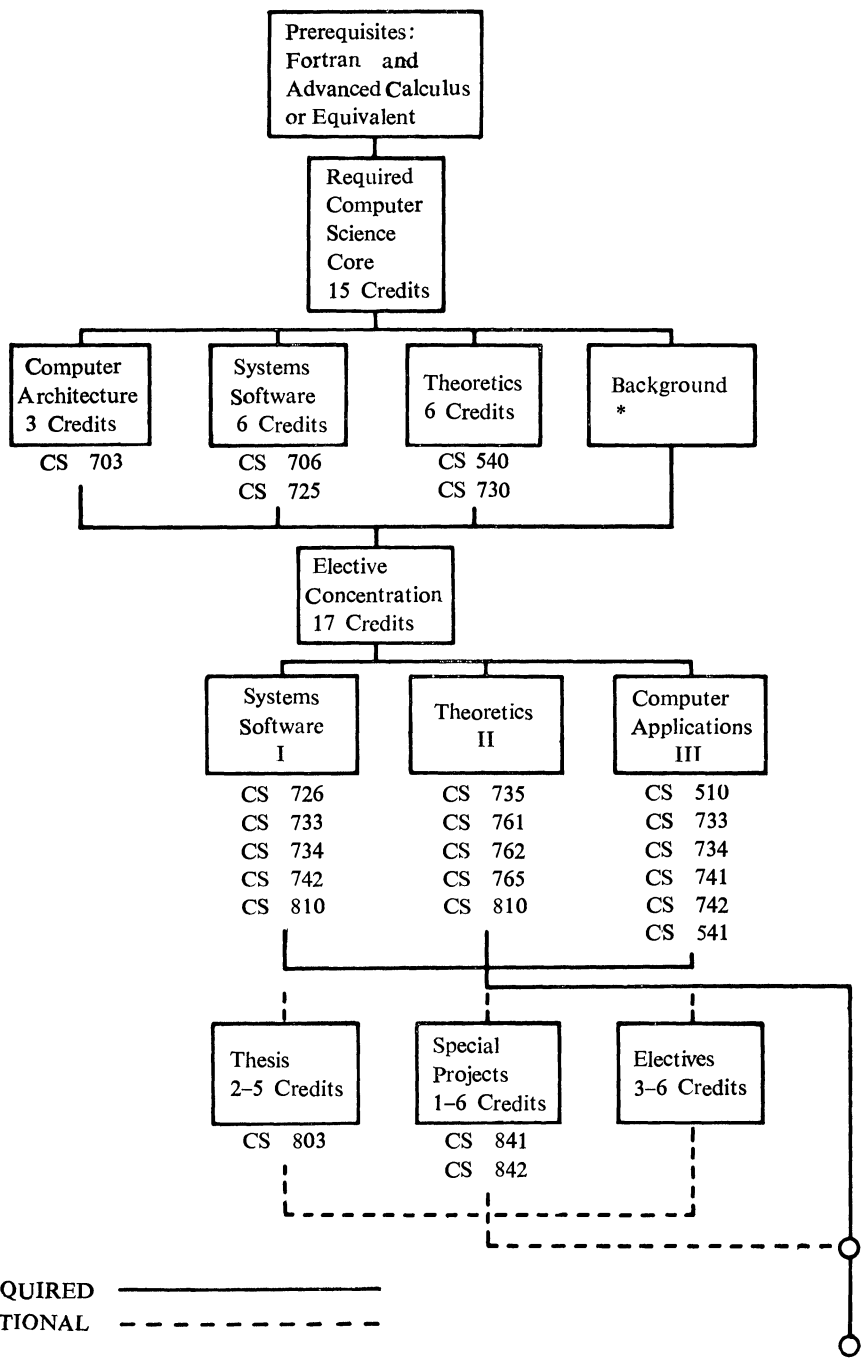 Prerequisites:
Fortran and
Advanced Calculus
or Equivalent
Required
Computer
Science
Core
15 Credits
Computer
Architecture
3 Credits
CS 703
Systems
Software
6 Credits
CS 706
CS 725
Theoretics
6 Credits
CS 540
CS 730
Background
*
Elective
Concentration
17 Credits
Systems
Software
I
CS 726
CS 733
CS 734
CS 742
CS 810
Theoretics
II
CS 735
CS 761
CS 762
CS 765
CS 810
Computer
Applications
III
CS 510
CS 733
CS 734
CS 741
CS 742
CS 541
Thesis
2–5 Credits
CS 803
Special
Projects
1–6 Credits
CS 841
CS 842
Electives
3–6 Credits
QUIRED
TIONAL